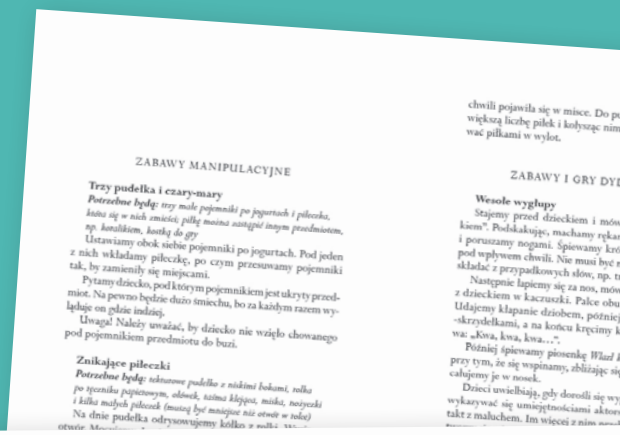 ZABAWY MANIPULACYJNE
Trzy pudełka i czary-mary
Potrzebne będą: trzy małe pojemniki po jogurtach i piłeczka,
która się w nich zmieści; piłkę można zastąpić innym przedmiotem,
np. koralikiem, kostką do gry
Ustawiamy obok siebie pojemniki po jogurtach. Pod jeden
z nich wkładamy piłeczkę, po czym przesuwamy pojemniki
tak, by zamieniły się miejscami.
Pytamy dziecko, pod którym pojemnikiem jest ukryty przed-
miot. Na pewno będzie dużo śmiechu, bo za każdym razem wy-
ląduje on gdzie indziej.
Uwaga! Należy uważać, by dziecko nie wzięło chowanego
pod pojemnikiem przedmiotu do buzi.
Znikające piłeczki
Potrzebne będą: tekturowe pudełko z niskimi bokami, rolka
po ręczniku papierowym, ołówek, taśma klejąca, miska, nożyczki
i kilka małych piłeczek (muszą być mniejsze niż otwór w rolce)
Na dnie pudełka odrysowujemy kółko z rolki.
otwór.
chwili pojawiła się w misce. Do
większą liczbę piłek i kołysząc nim
wać piłkami w wylot.
ZABAWY I GRY
Wesołe wygłupy
Stajemy przed dzieckiem i
kiem”. Podskakując, machamy
i poruszamy nogami. Śpiewamy
pod wpływem chwili. Nie musi być
składać z przypadkowych słów, np.
Następnie łapiemy się za nos,
z dzieckiem w kaczuszki. Palce
Udajemy kłapanie dziobem, później
-skrzydełkami, a na końcu kręcimy
wa: „Kwa, kwa, kwa...”.
Później śpiewamy piosenkę Wlazł
przy tym, że się wspinamy, zbliżając się
całujemy je w nosek.
Dzieci uwielbiają, gdy dorośli się
wykazywać się umiejętnościami
takt z maluchem. Im więcej z nim